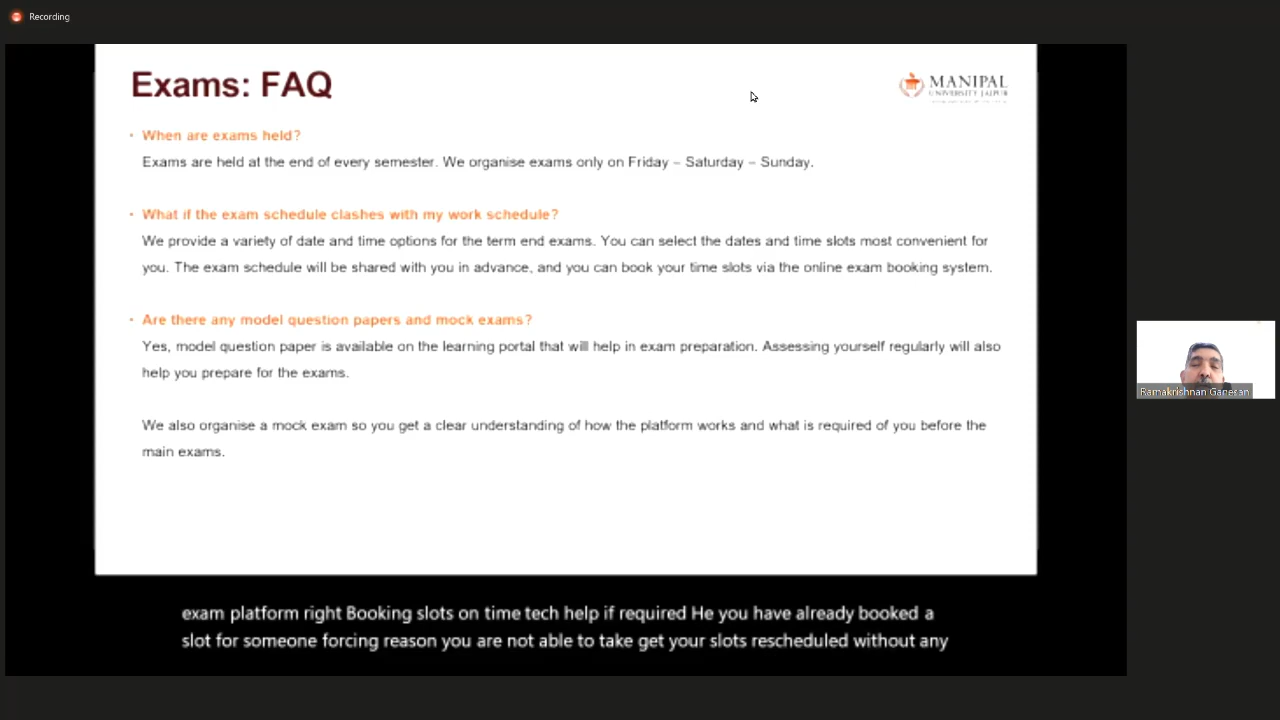 Recording
Exams: FAQ
MANIPAL
UNIVERSITY JAIPUR
• When are exams held?
Exams are held at the end of every semester. We organise exams only on Friday – Saturday – Sunday.
• What if the exam schedule clashes with my work schedule?
We provide a variety of date and time options for the term end exams. You can select the dates and time slots most convenient for
you. The exam schedule will be shared with you in advance, and you can book your time slots via the online exam booking system.
• Are there any model question papers and mock exams?
Yes, model question paper is available on the learning portal that will help in exam preparation. Assessing yourself regularly will also
help you prepare for the exams.
We also organise a mock exam so you get a clear understanding of how the platform works and what is required of you before the
main exams.
Ramakrishnan Ganesan
exam platform right Booking slots on time tech help if required He you have already booked a
slot for someone forcing reason you are not able to take get your slots rescheduled without any